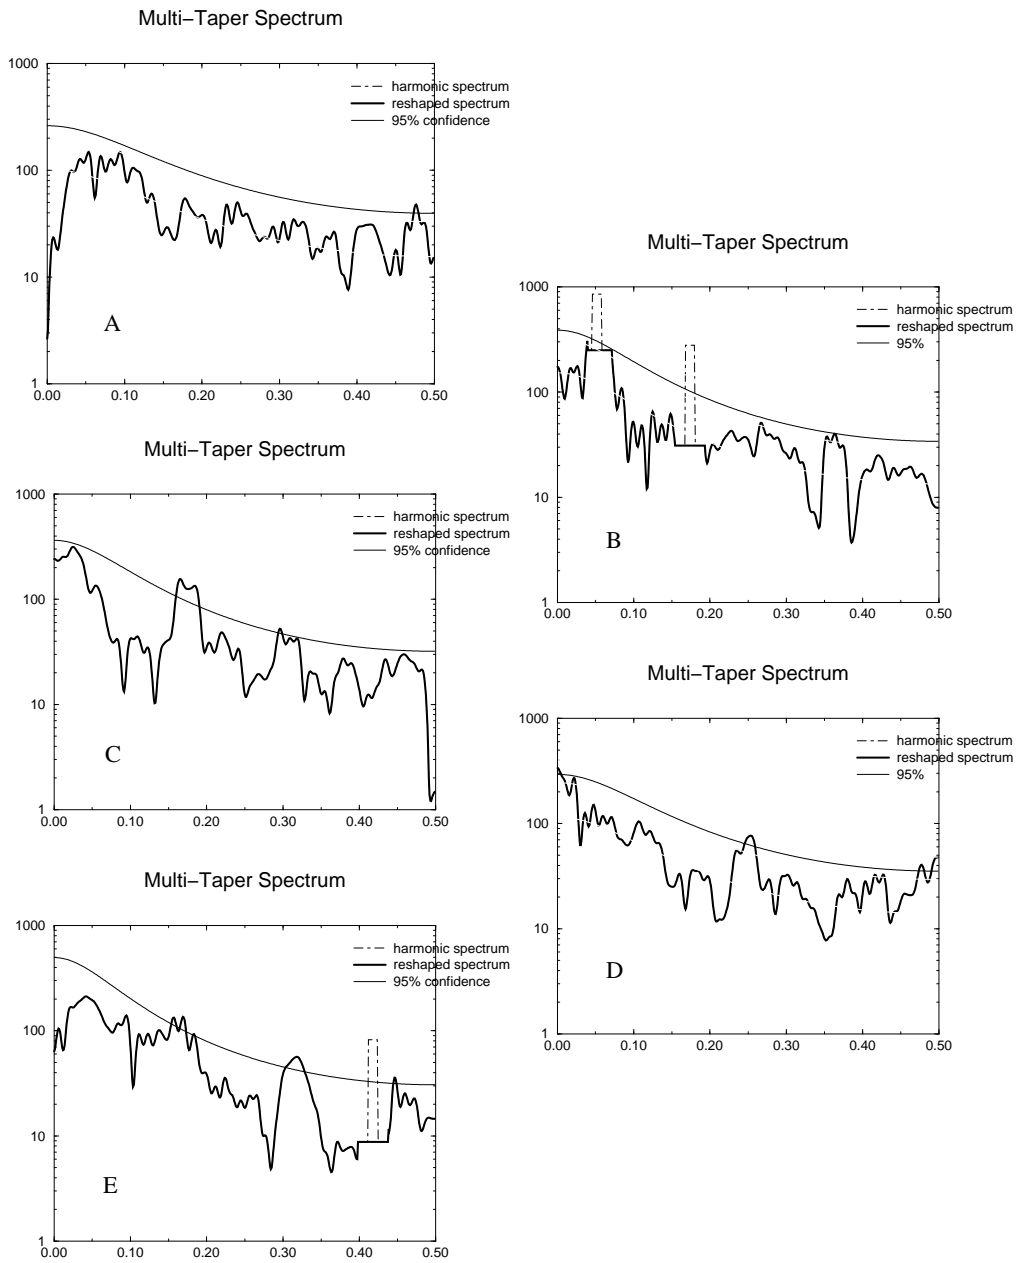 Multi−Taper Spectrum
1000
100
10
1
0.00 0.10 0.20 0.30 0.40 0.50
harmonic spectrum
reshaped spectrum
95% confidence
A
Multi−Taper Spectrum
1000
100
10
1
0.00 0.10 0.20 0.30 0.40 0.50
harmonic spectrum
reshaped spectrum
95%
B
Multi−Taper Spectrum
1000
100
10
1
0.00 0.10 0.20 0.30 0.40 0.50
harmonic spectrum
reshaped spectrum
95% confidence
C
Multi−Taper Spectrum
1000
100
10
1
0.00 0.10 0.20 0.30 0.40 0.50
harmonic spectrum
reshaped spectrum
95%
D
Multi−Taper Spectrum
1000
100
10
1
0.00 0.10 0.20 0.30 0.40 0.50
harmonic spectrum
reshaped spectrum
95% confidence
E